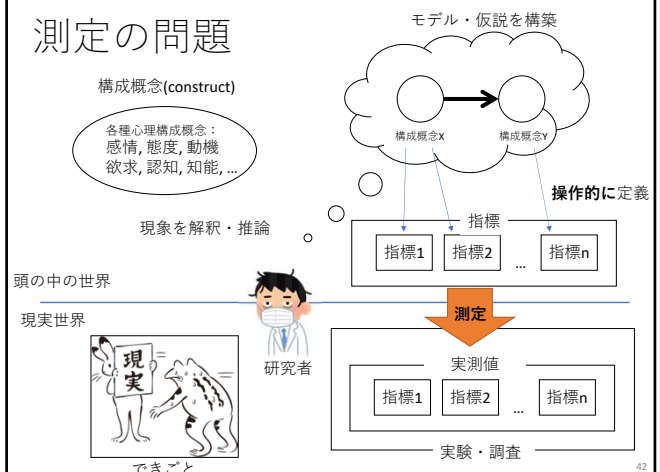 測定の問題
モデル・仮説を構築
構成概念(construct)
各種心理構成概念：
感情, 態度, 動機
欲求, 認知, 知能, ...
構成概念X
構成概念Y
操作的に定義
現象を解釈・推論
指標
指標1
指標2
...
指標n
頭の中の世界
現実世界
測定
現実
研究者
実測値
指標1
指標2
...
指標n
実験・調査
できごと
42